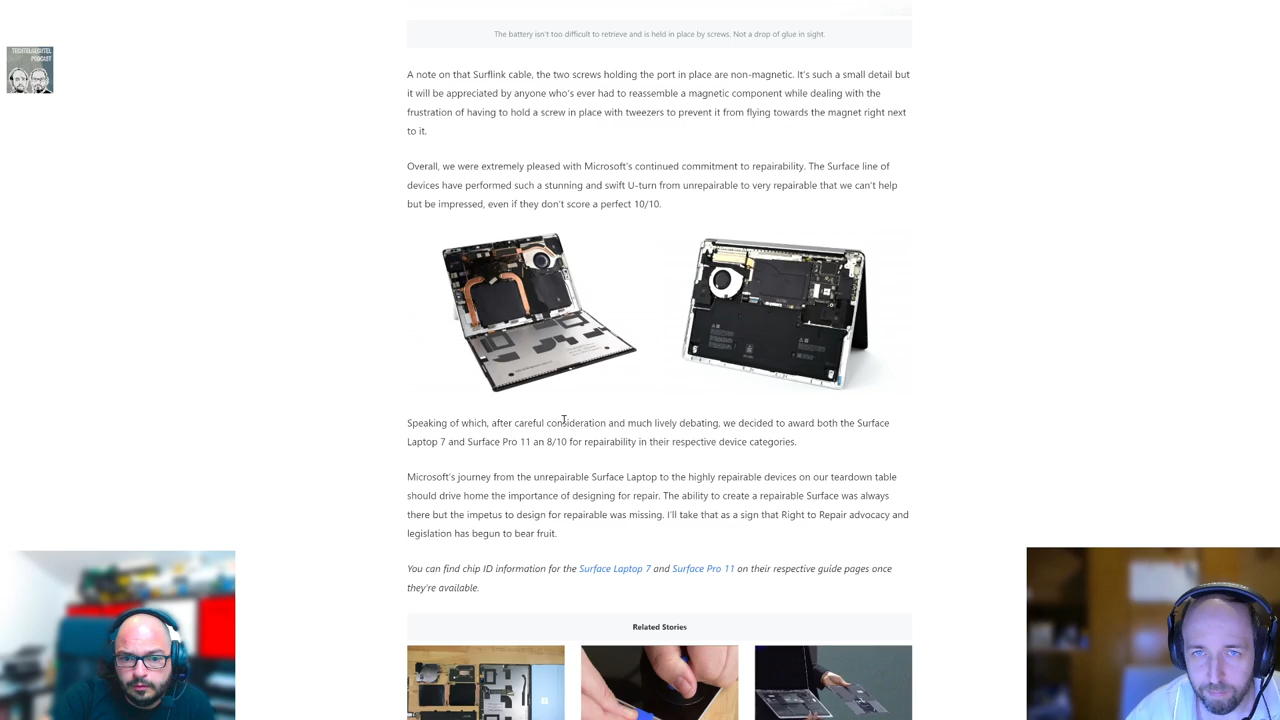 TECHTELMECHTEL
PODCAST
The battery isn't too difficult to retrieve and is held in place by screws. Not a drop of glue in sight.
A note on that Surflink cable, the two screws holding the port in place are non-magnetic. It's such a small detail but
it will be appreciated by anyone who's ever had to reassemble a magnetic component while dealing with the
frustration of having to hold a screw in place with tweezers to prevent it from flying towards the magnet right next
to it.
Overall, we were extremely pleased with Microsoft's continued commitment to repairability. The Surface line of
devices have performed such a stunning and swift U-turn from unrepairable to very repairable that we can't help
but be impressed, even if they don't score a perfect 10/10.
Speaking of which, after careful consideration and much lively debating, we decided to award both the Surface
Laptop 7 and Surface Pro 11 an 8/10 for repairability in their respective device categories.
Microsoft's journey from the unrepairable Surface Laptop to the highly repairable devices on our teardown table
should drive home the importance of designing for repair. The ability to create a repairable Surface was always
there but the impetus to design for repairable was missing. I'll take that as a sign that Right to Repair advocacy and
legislation has begun to bear fruit.
You can find chip ID information for the Surface Laptop 7 and Surface Pro 11 on their respective guide pages once
they're available.
Related Stories